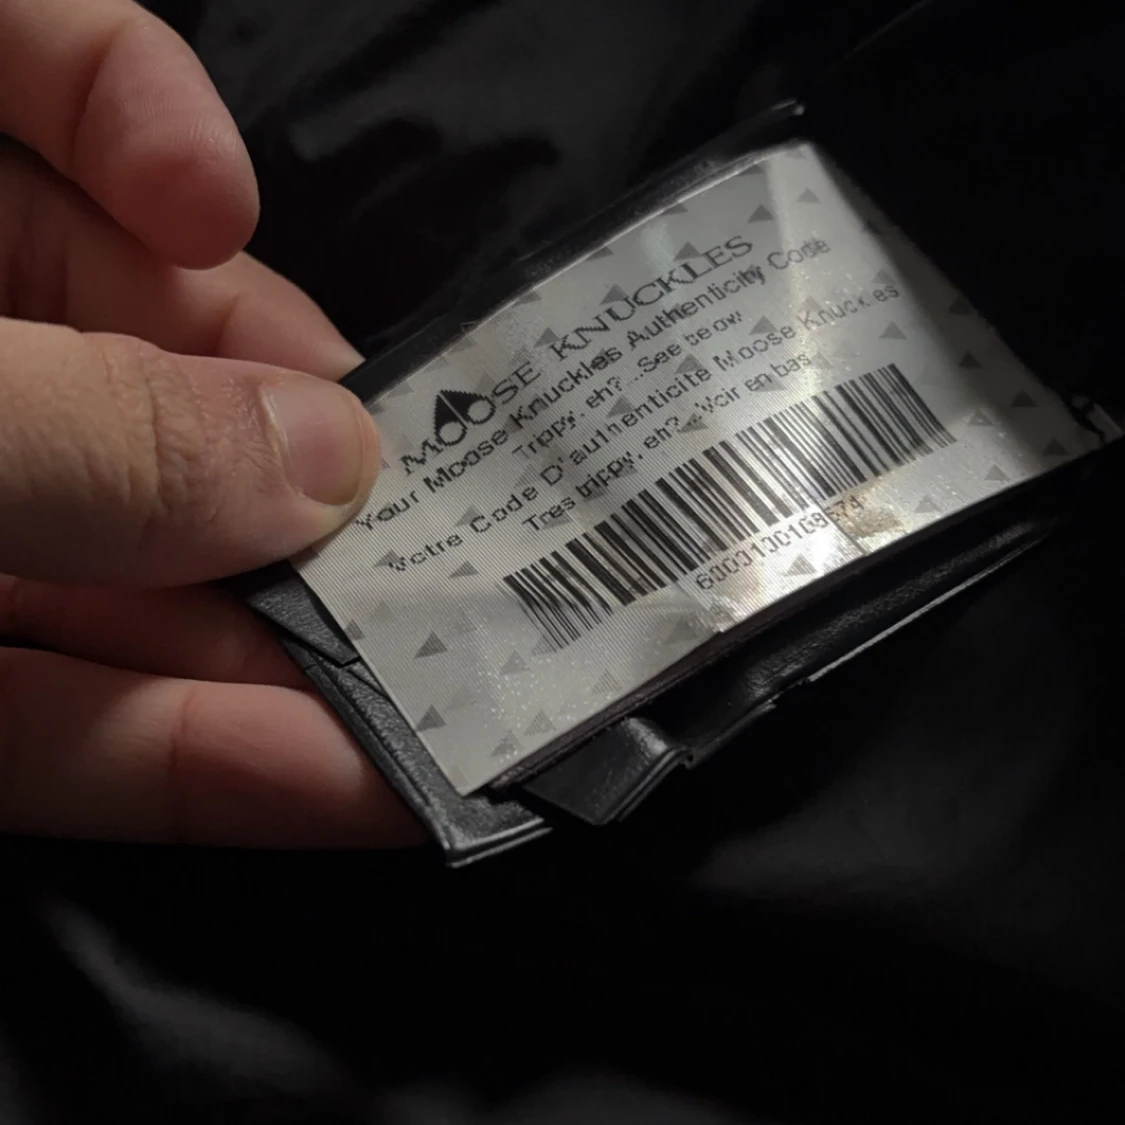 MOOSE KNUCKLES
Your Moose Knuckles Authenticity Code
Trippy, eh?...See below
Votre Code D'authenticite Moose Knuckles
Tres trippy, eh?...Voir en bas